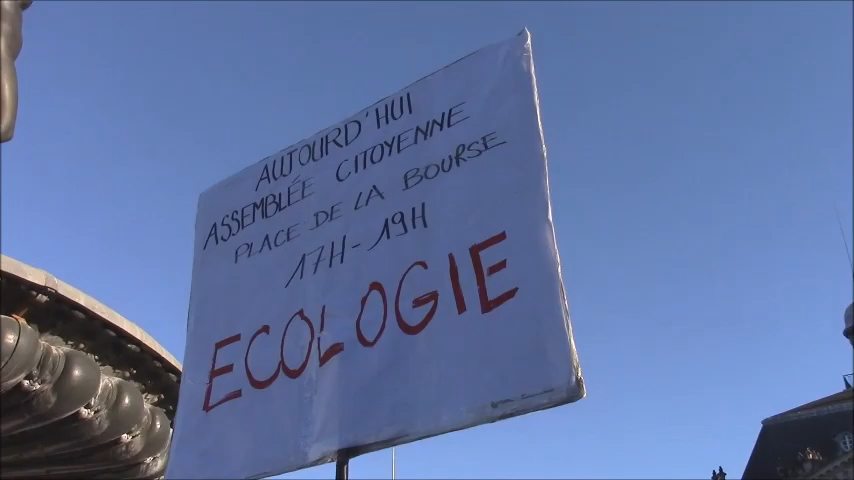 AUJOURD'HUI
ASSEMBLÉE CITOYENNE
PLACE DE LA BOURSE
17H-19H
ECOLOGIE